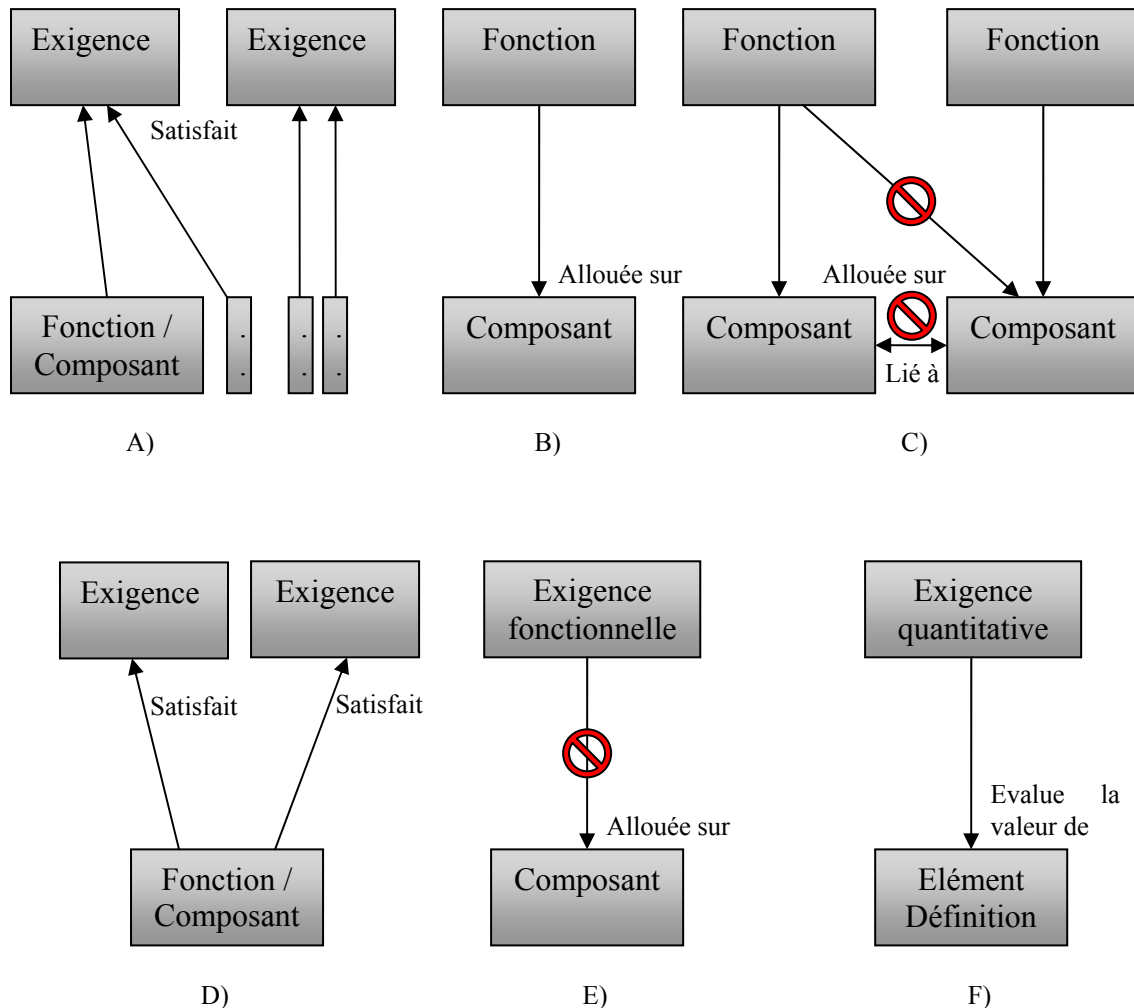 Exigence
Exigence
Fonction
Fonction
Fonction
Satisfait
Allouée sur
Allouée sur
Fonction /
Composant
.
.
.
.
.
.
Composant
Composant
Composant
Lié à
A)
B)
C)
Exigence
Exigence
Exigence
fonctionnelle
Exigence
quantitative
Satisfait
Satisfait
Allouée sur
Evalue la
valeur de
Fonction /
Composant
Composant
Elément
Définition
D)
E)
F)